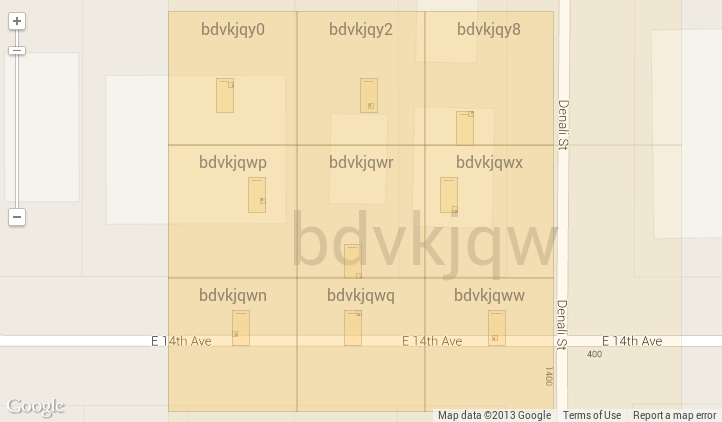 bdvkjqy0 bdvkjqy2 bdvkjqy8
Denali St
bdvkjqwp bdvkjqwr bdvkjqwx
bdvkjqw
bdvkjqwn bdvkjqwq bdvkjqww
Denali St
E 14th Ave E 14th Ave E 14th Ave
400
1400
Google
Map data ©2013 Google Terms of Use Report a map error